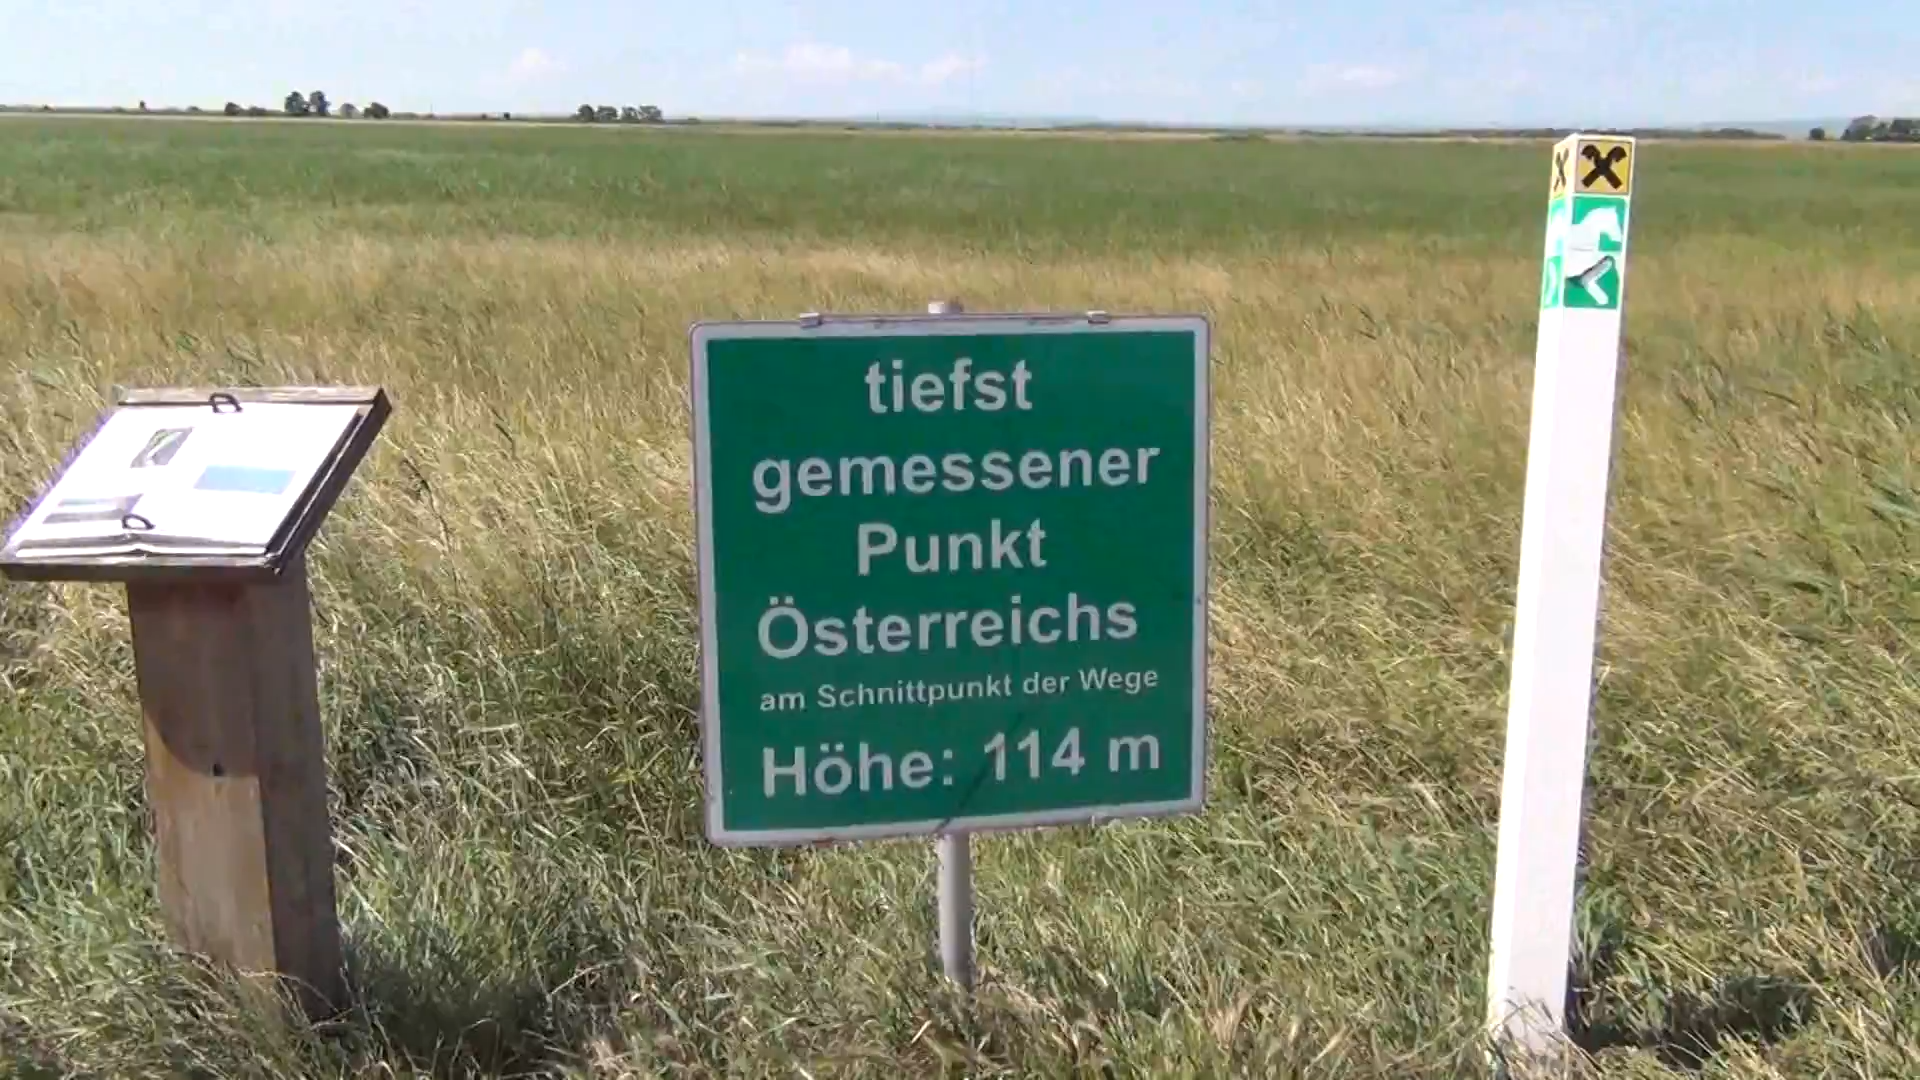 tiefst
gemessener
Punkt
Österreichs
am Schnittpunkt der Wege
Höhe: 114 m